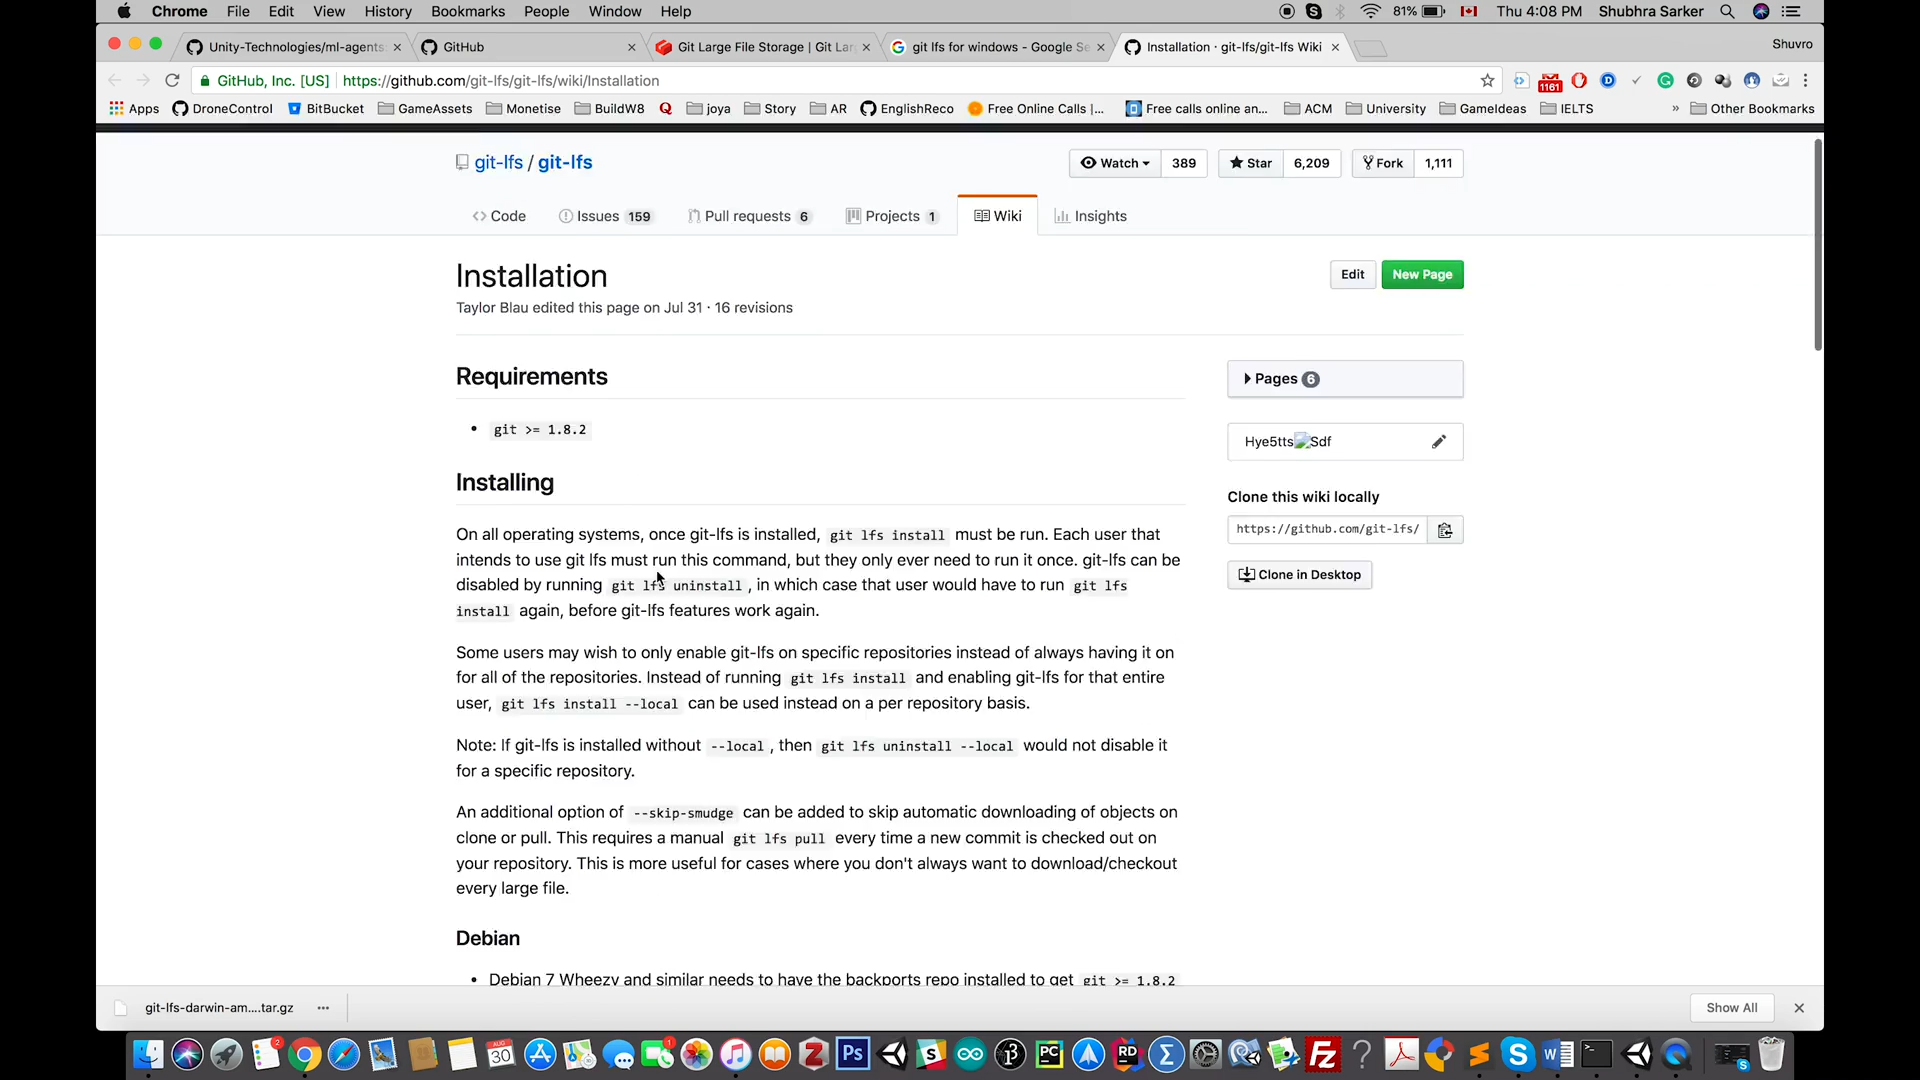 Chrome File Edit View History Bookmarks People Window Help 81% Thu 4:08 PM Shubhra Sarker
Unity-Technologies/ml-agents: GitHub Git Large File Storage | Git Lar git lfs for windows - Google Se Installation · git-lfs/git-lfs Wiki Shuvro
GitHub, Inc. [US] https://github.com/git-lfs/git-lfs/wiki/Installation 1161
Apps DroneControl BitBucket GameAssets Monetise BuildW8 joya Story AR EnglishReco Free Online Calls |... Free calls online an... ACM University GameIdeas IELTS » Other Bookmarks
git-lfs / git-lfs Watch 389 Star 6,209 Fork 1,111
Code Issues 159 Pull requests 6 Projects 1 Wiki Insights
Installation Edit New Page
Taylor Blau edited this page on Jul 31 · 16 revisions
Requirements
• git >= 1.8.2
Installing
On all operating systems, once git-lfs is installed, git lfs install must be run. Each user that
intends to use git lfs must run this command, but they only ever need to run it once. git-lfs can be
disabled by running git lfs uninstall , in which case that user would have to run git lfs
install again, before git-lfs features work again.
Some users may wish to only enable git-lfs on specific repositories instead of always having it on
for all of the repositories. Instead of running git lfs install and enabling git-lfs for that entire
user, git lfs install --local can be used instead on a per repository basis.
Note: If git-lfs is installed without --local , then git lfs uninstall --local would not disable it
for a specific repository.
An additional option of --skip-smudge can be added to skip automatic downloading of objects on
clone or pull. This requires a manual git lfs pull every time a new commit is checked out on
your repository. This is more useful for cases where you don't always want to download/checkout
every large file.
Debian
• Debian 7 Wheezy and similar needs to have the backports repo installed to get git >= 1.8.2
Pages 6
Hye5tts Sdf
Clone this wiki locally
https://github.com/git-lfs/
Clone in Desktop
git-lfs-darwin-am....tar.gz Show All
2 AUG 30 1 Ps PC RD Fz